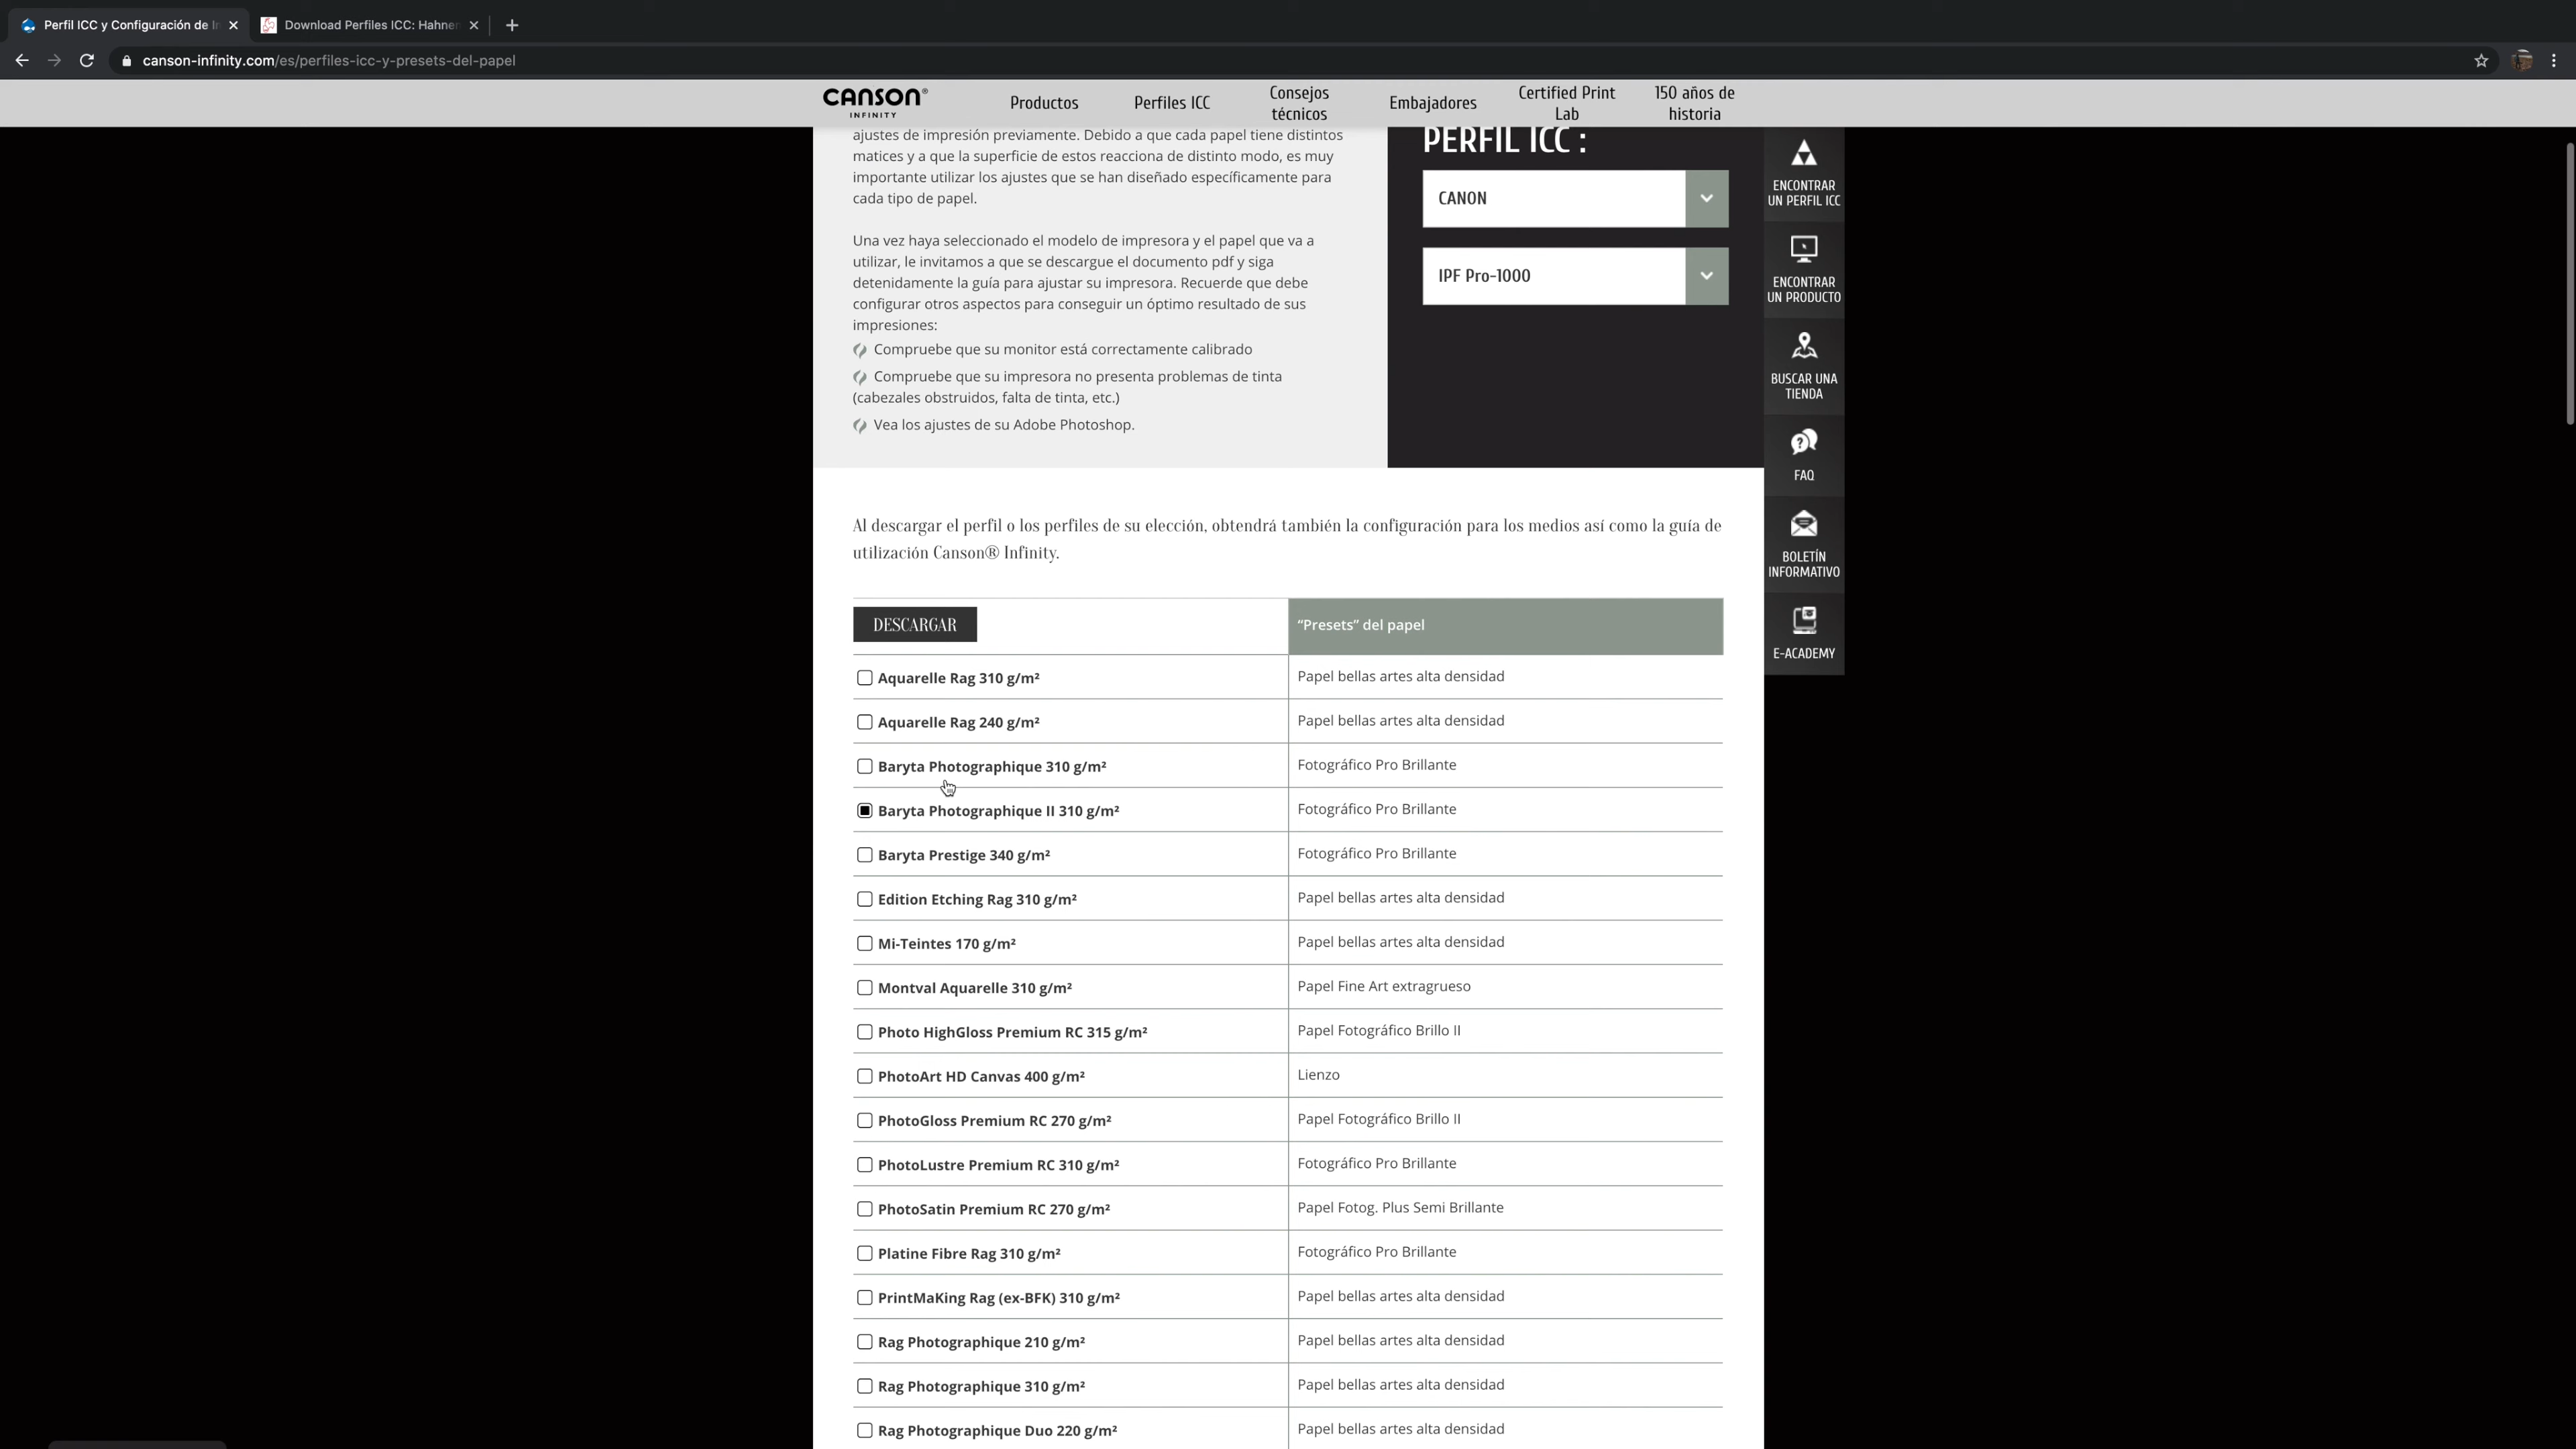 Perfil ICC y Configuración de In
Download Perfiles ICC: Hahne
canson-infinity.com/es/perfiles-icc-y-presets-del-papel
CANSON®
INFINITY
Productos
Perfiles ICC
Consejos
técnicos
Embajadores
Certified Print
Lab
150 años de
historia
ajustes de impresión previamente. Debido a que cada papel tiene distintos
matices y a que la superficie de estos reacciona de distinto modo, es muy
importante utilizar los ajustes que se han diseñado específicamente para
cada tipo de papel.
Una vez haya seleccionado el modelo de impresora y el papel que va a
utilizar, le invitamos a que se descargue el documento pdf y siga
detenidamente la guía para ajustar su impresora. Recuerde que debe
configurar otros aspectos para conseguir un óptimo resultado de sus
impresiones:
Compruebe que su monitor está correctamente calibrado
Compruebe que su impresora no presenta problemas de tinta
(cabezales obstruidos, falta de tinta, etc.)
Vea los ajustes de su Adobe Photoshop.
PERFIL ICC :
CANON
IPF Pro-1000
ENCONTRAR
UN PERFIL ICC
ENCONTRAR
UN PRODUCTO
BUSCAR UNA
TIENDA
FAQ
BOLETÍN
INFORMATIVO
E-ACADEMY
Al descargar el perfil o los perfiles de su elección, obtendrá también la configuración para los medios así como la guía de
utilización Canson® Infinity.
DESCARGAR
“Presets” del papel
Aquarelle Rag 310 g/m²
Papel bellas artes alta densidad
Aquarelle Rag 240 g/m²
Papel bellas artes alta densidad
Baryta Photographique 310 g/m²
Fotográfico Pro Brillante
Baryta Photographique II 310 g/m²
Fotográfico Pro Brillante
Baryta Prestige 340 g/m²
Fotográfico Pro Brillante
Edition Etching Rag 310 g/m²
Papel bellas artes alta densidad
Mi-Teintes 170 g/m²
Papel bellas artes alta densidad
Montval Aquarelle 310 g/m²
Papel Fine Art extragrueso
Photo HighGloss Premium RC 315 g/m²
Papel Fotográfico Brillo II
PhotoArt HD Canvas 400 g/m²
Lienzo
PhotoGloss Premium RC 270 g/m²
Papel Fotográfico Brillo II
PhotoLustre Premium RC 310 g/m²
Fotográfico Pro Brillante
PhotoSatin Premium RC 270 g/m²
Papel Fotog. Plus Semi Brillante
Platine Fibre Rag 310 g/m²
Fotográfico Pro Brillante
PrintMaKing Rag (ex-BFK) 310 g/m²
Papel bellas artes alta densidad
Rag Photographique 210 g/m²
Papel bellas artes alta densidad
Rag Photographique 310 g/m²
Papel bellas artes alta densidad
Rag Photographique Duo 220 g/m²
Papel bellas artes alta densidad